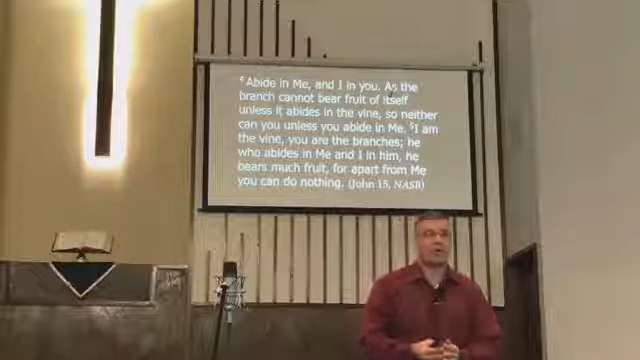 ⁴ Abide in Me, and I in you. As the
branch cannot bear fruit of itself
unless it abides in the vine, so neither
can you unless you abide in Me. ⁵ I am
the vine, you are the branches; he
who abides in Me and I in him, he
bears much fruit, for apart from Me
you can do nothing. (John 15, NASB)